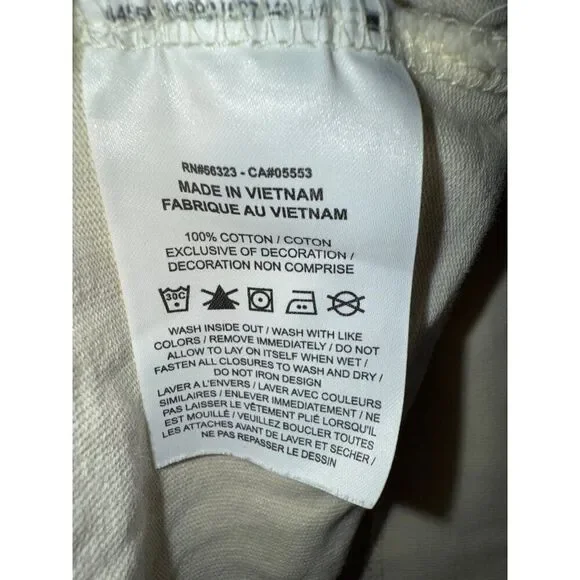 RN#56323 - CA#05553
MADE IN VIETNAM
FABRIQUE AU VIETNAM
100% COTTON / COTON
EXCLUSIVE OF DECORATION /
DECORATION NON COMPRISE
30C
WASH INSIDE OUT / WASH WITH LIKE
COLORS / REMOVE IMMEDIATELY / DO NOT
ALLOW TO LAY ON ITSELF WHEN WET /
FASTEN ALL CLOSURES TO WASH AND DRY /
DO NOT IRON DESIGN
LAVER A L'ENVERS / LAVER AVEC COULEURS
SIMILAIRES / ENLEVER IMMEDIATEMENT / NE
PAS LAISSER LE VÊTEMENT PLIÉ LORSQU'IL
EST MOUILLÉ / VEUILLEZ BOUCLER TOUTES
LES ATTACHES AVANT DE LAVER ET SECHER /
NE PAS REPASSER LE DESSIN